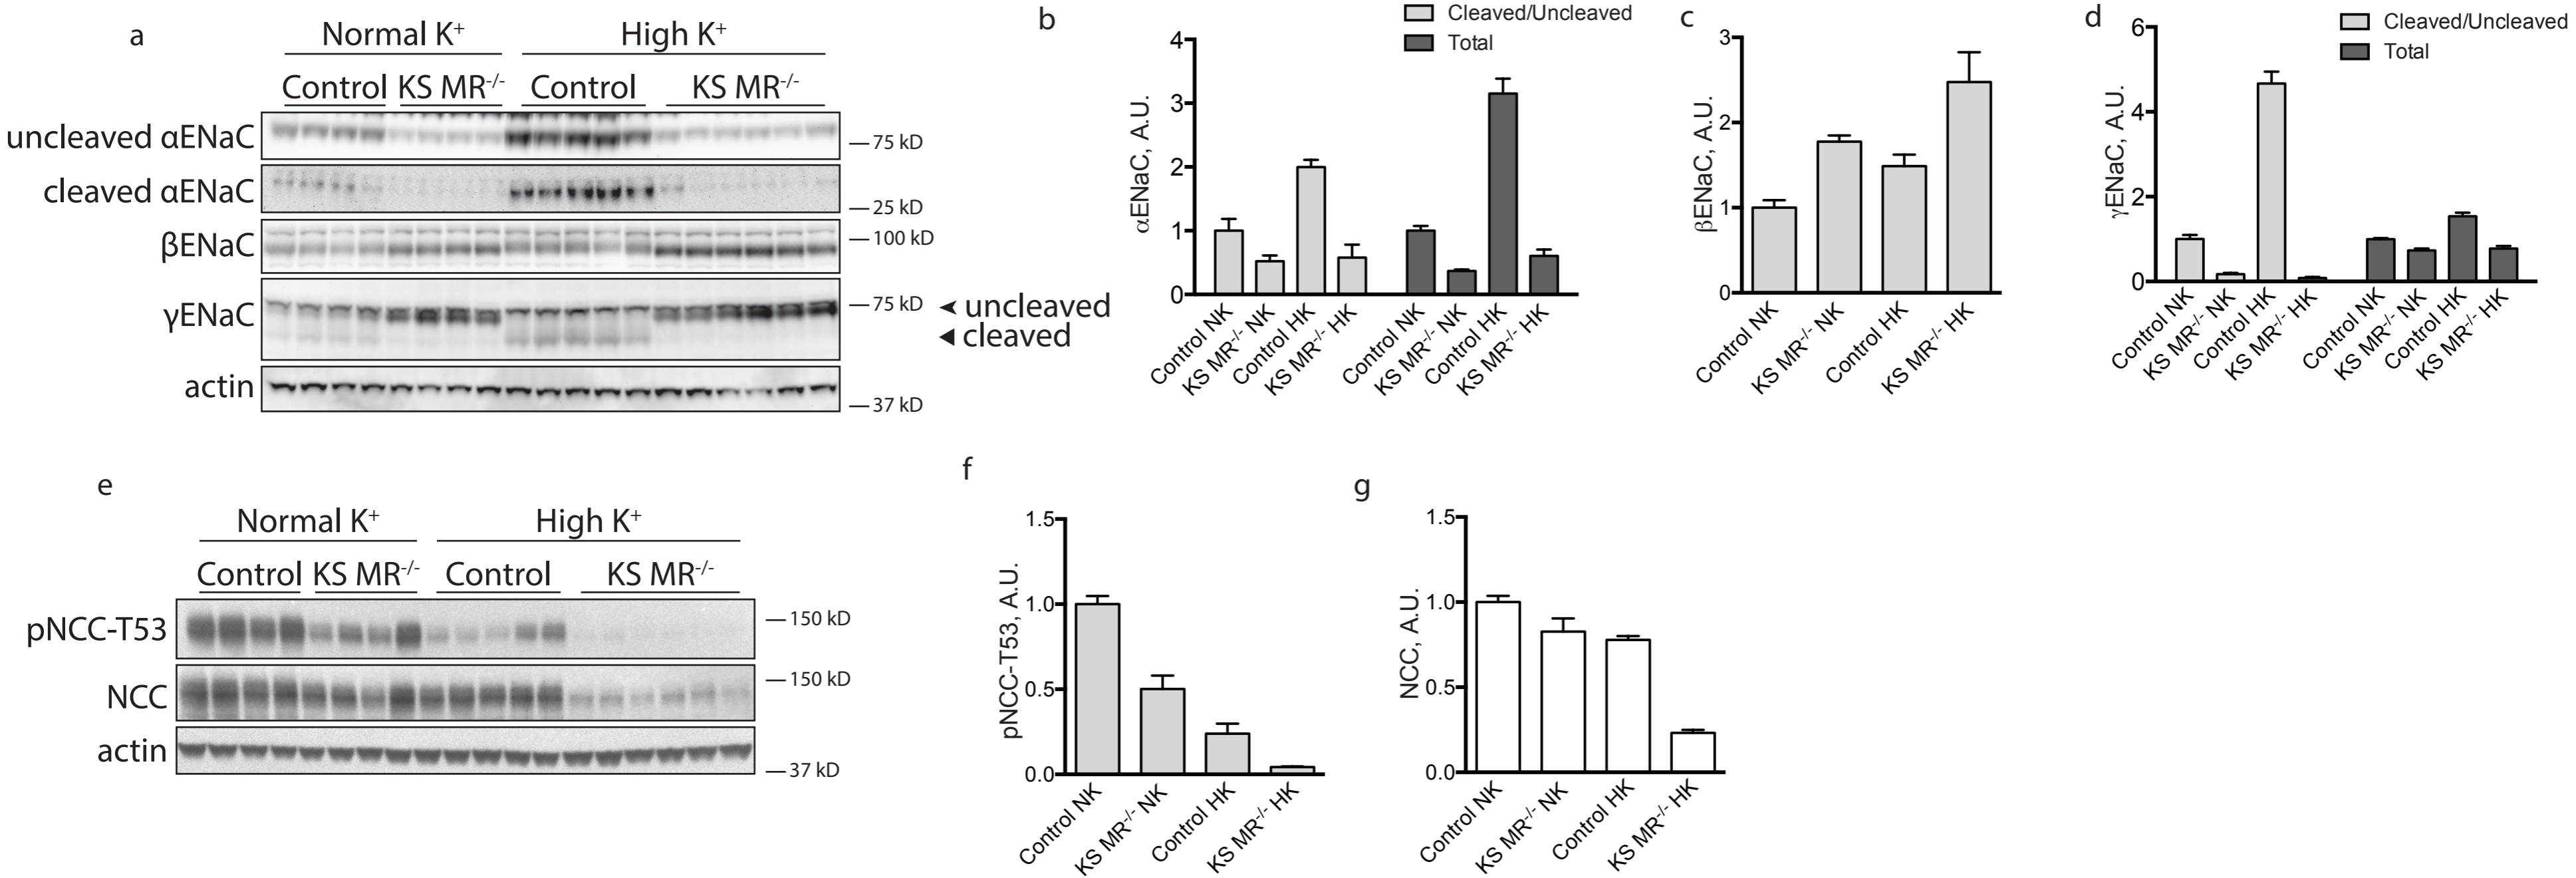 a
Normal K+ High K+
Control KS MR-/- Control KS MR-/-
uncleaved αENaC
75 kD
cleaved αENaC
25 kD
βENaC
100 kD
γENaC
75 kD
uncleaved
cleaved
actin
37 kD
b
Cleaved/Uncleaved
Total
αENaC, A.U.
4
3
2
1
0
Control NK
KS MR-/- NK
Control HK
KS MR-/- HK
Control NK
KS MR-/- NK
Control HK
KS MR-/- HK
c
βENaC, A.U.
3
2
1
0
Control NK
KS MR-/- NK
Control HK
KS MR-/- HK
d
Cleaved/Uncleaved
Total
γENaC, A.U.
6
4
2
0
Control NK
KS MR-/- NK
Control HK
KS MR-/- HK
Control NK
KS MR-/- NK
Control HK
KS MR-/- HK
e
Normal K+ High K+
Control KS MR-/- Control KS MR-/-
pNCC-T53
150 kD
NCC
150 kD
actin
37 kD
f
pNCC-T53, A.U.
1.5
1.0
0.5
0.0
Control NK
KS MR-/- NK
Control HK
KS MR-/- HK
g
NCC, A.U.
1.5
1.0
0.5
0.0
Control NK
KS MR-/- NK
Control HK
KS MR-/- HK